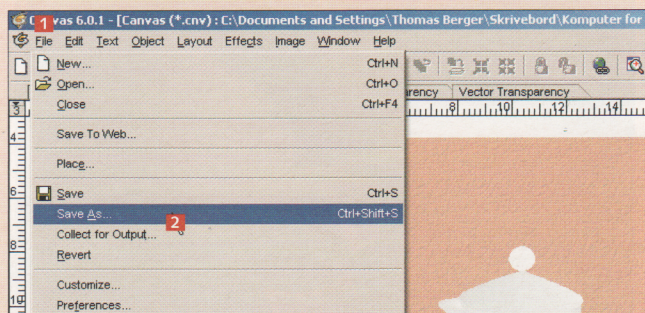 Canvas 6.0.1 - [Canvas (*.cnv) : C:\Documents and Settings\Thomas Berger\Skrivebord\Komputer for
1
File Edit Text Object Layout Effects Image Window Help
New... Ctrl+N
Open... Ctrl+O
Close Ctrl+F4
Vector Transparency
3 8 10 12 14
4
Save To Web...
Place...
6
Save Ctrl+S
Save As... Ctrl+Shift+S
2
Collect for Output...
8
Revert
Customize...
10
Preferences...